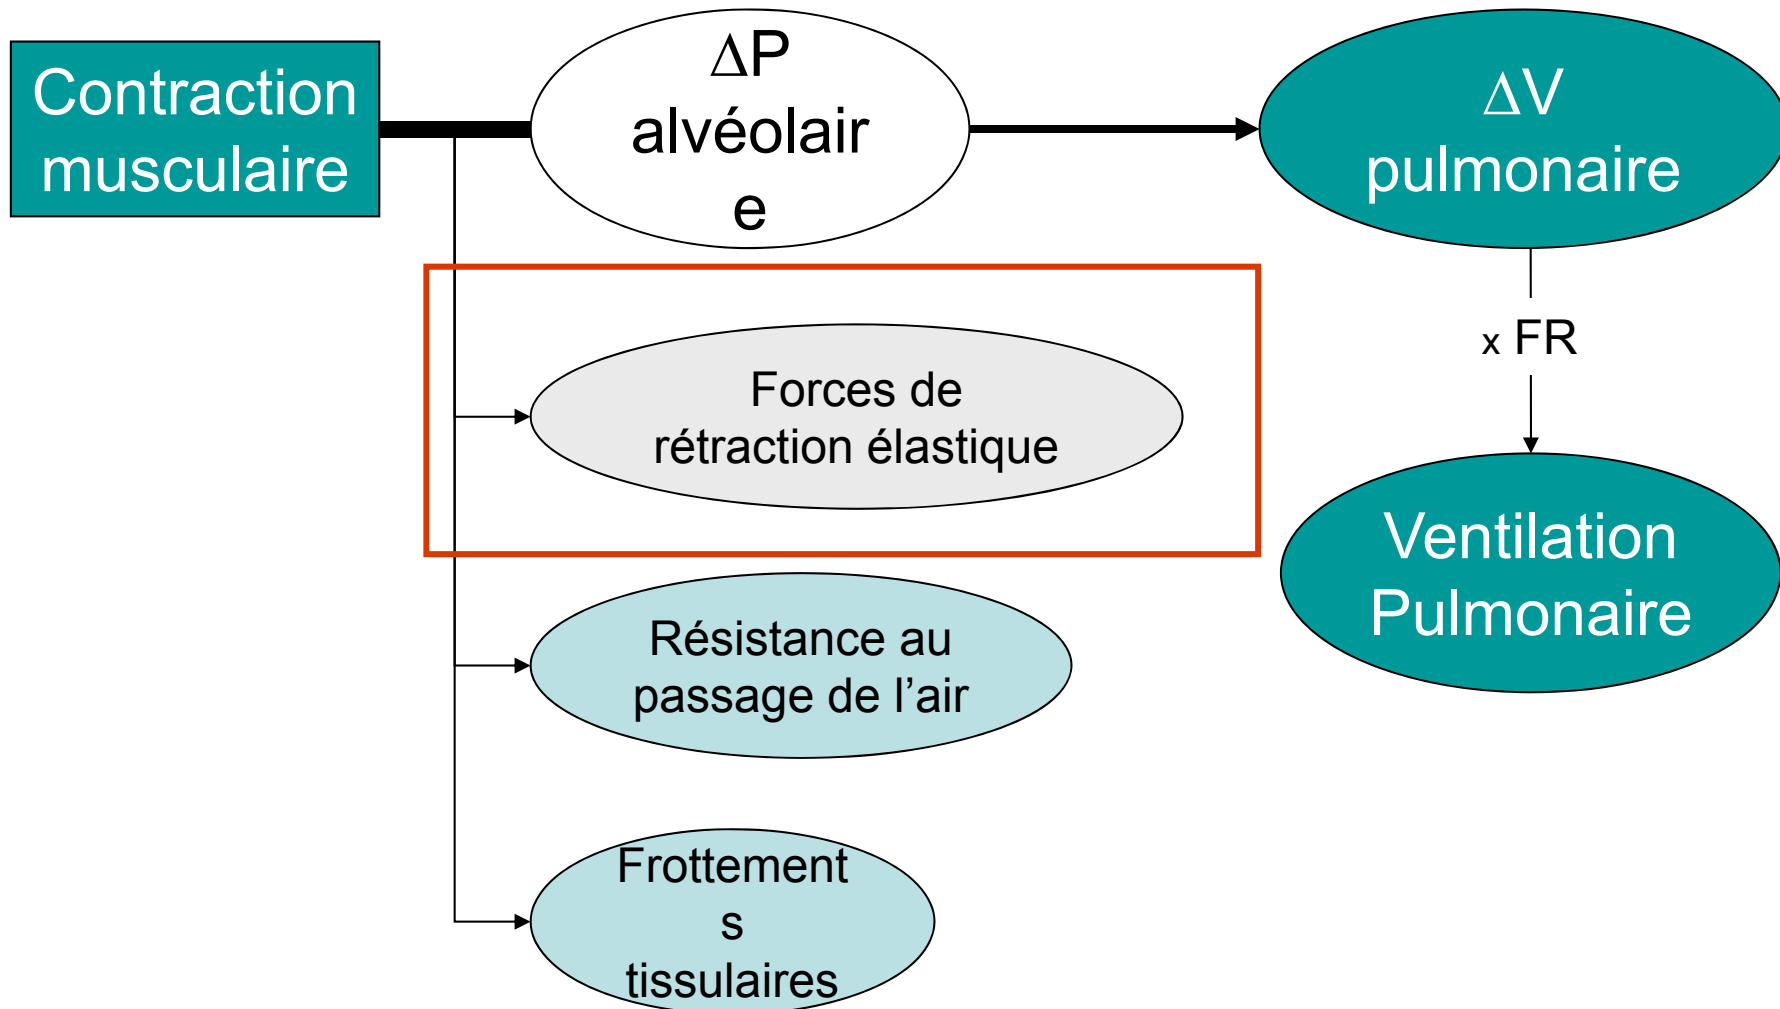 Contraction
musculaire
ΔP
alvéolair
e
ΔV
pulmonaire
x FR
Forces de
rétraction élastique
Ventilation
Pulmonaire
Résistance au
passage de l’air
Frottement
s
tissulaires